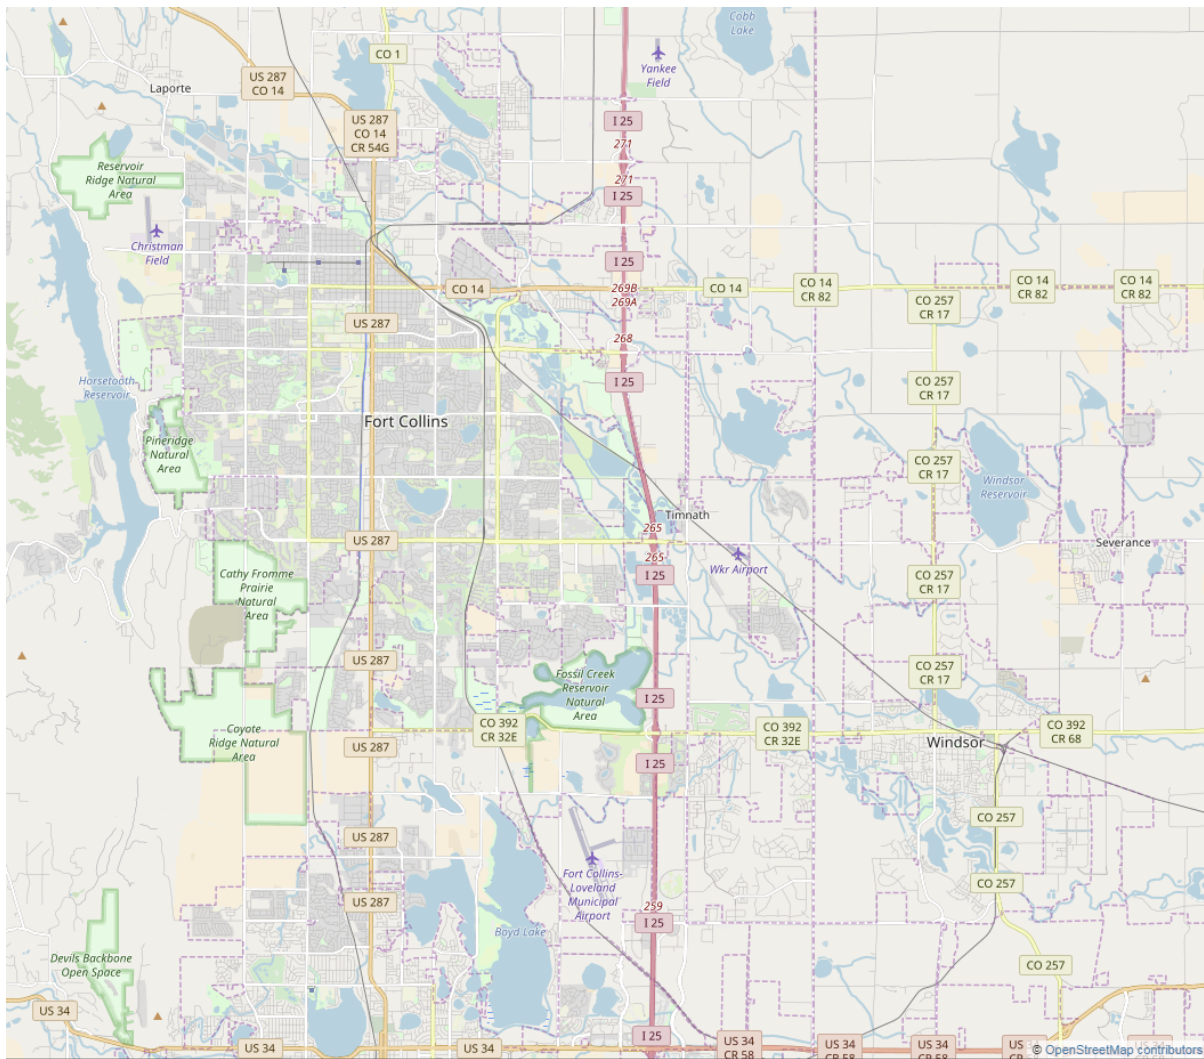 Cobb
Lake
CO 1
Yankee
Field
US 287
CO 14
Laporte
US 287
CO 14
CR 54G
I 25
271
Reservoir
Ridge Natural
Area
271
I 25
Christman
Field
I 25
CO 14
269B
269A
CO 14
CO 14
CR 82
CO 14
CR 82
CO 14
CR 82
CO 257
CR 17
US 287
268
Horsetooth
Reservoir
I 25
CO 257
CR 17
Fort Collins
Pineridge
Natural
Area
CO 257
CR 17
Windsor
Reservoir
Timnath
265
US 287
Severance
265
Wkr Airport
I 25
Cathy Fromme
Prairie
Natural
Area
CO 257
CR 17
US 287
Fossil Creek
Reservoir
Natural
Area
CO 257
CR 17
I 25
Coyote
Ridge Natural
Area
CO 392
CR 32E
CO 392
CR 32E
Windsor
CO 392
CR 68
US 287
I 25
CO 257
US 287
Fort Collins-
Loveland
Municipal
Airport
CO 257
US 287
259
I 25
Boyd Lake
Devils Backbone
Open Space
CO 257
US 34
I 25
US 34
US 34
US 34
CR 58
US 34
CR 58
US 34
CR 58
US 34
© OpenStreetMap contributors